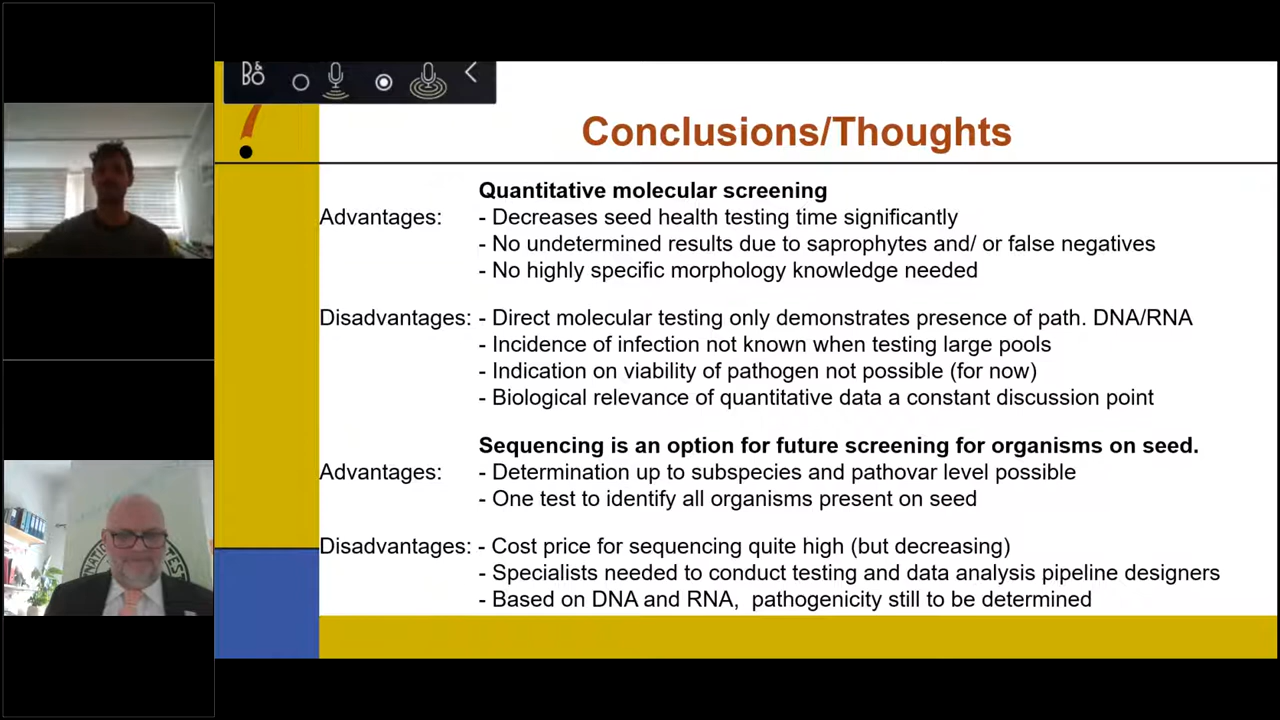 B&
BO
Conclusions/Thoughts
Quantitative molecular screening
Advantages: - Decreases seed health testing time significantly
- No undetermined results due to saprophytes and/ or false negatives
- No highly specific morphology knowledge needed
Disadvantages: - Direct molecular testing only demonstrates presence of path. DNA/RNA
- Incidence of infection not known when testing large pools
- Indication on viability of pathogen not possible (for now)
- Biological relevance of quantitative data a constant discussion point
Sequencing is an option for future screening for organisms on seed.
Advantages: - Determination up to subspecies and pathovar level possible
- One test to identify all organisms present on seed
Disadvantages: - Cost price for sequencing quite high (but decreasing)
- Specialists needed to conduct testing and data analysis pipeline designers
- Based on DNA and RNA, pathogenicity still to be determined